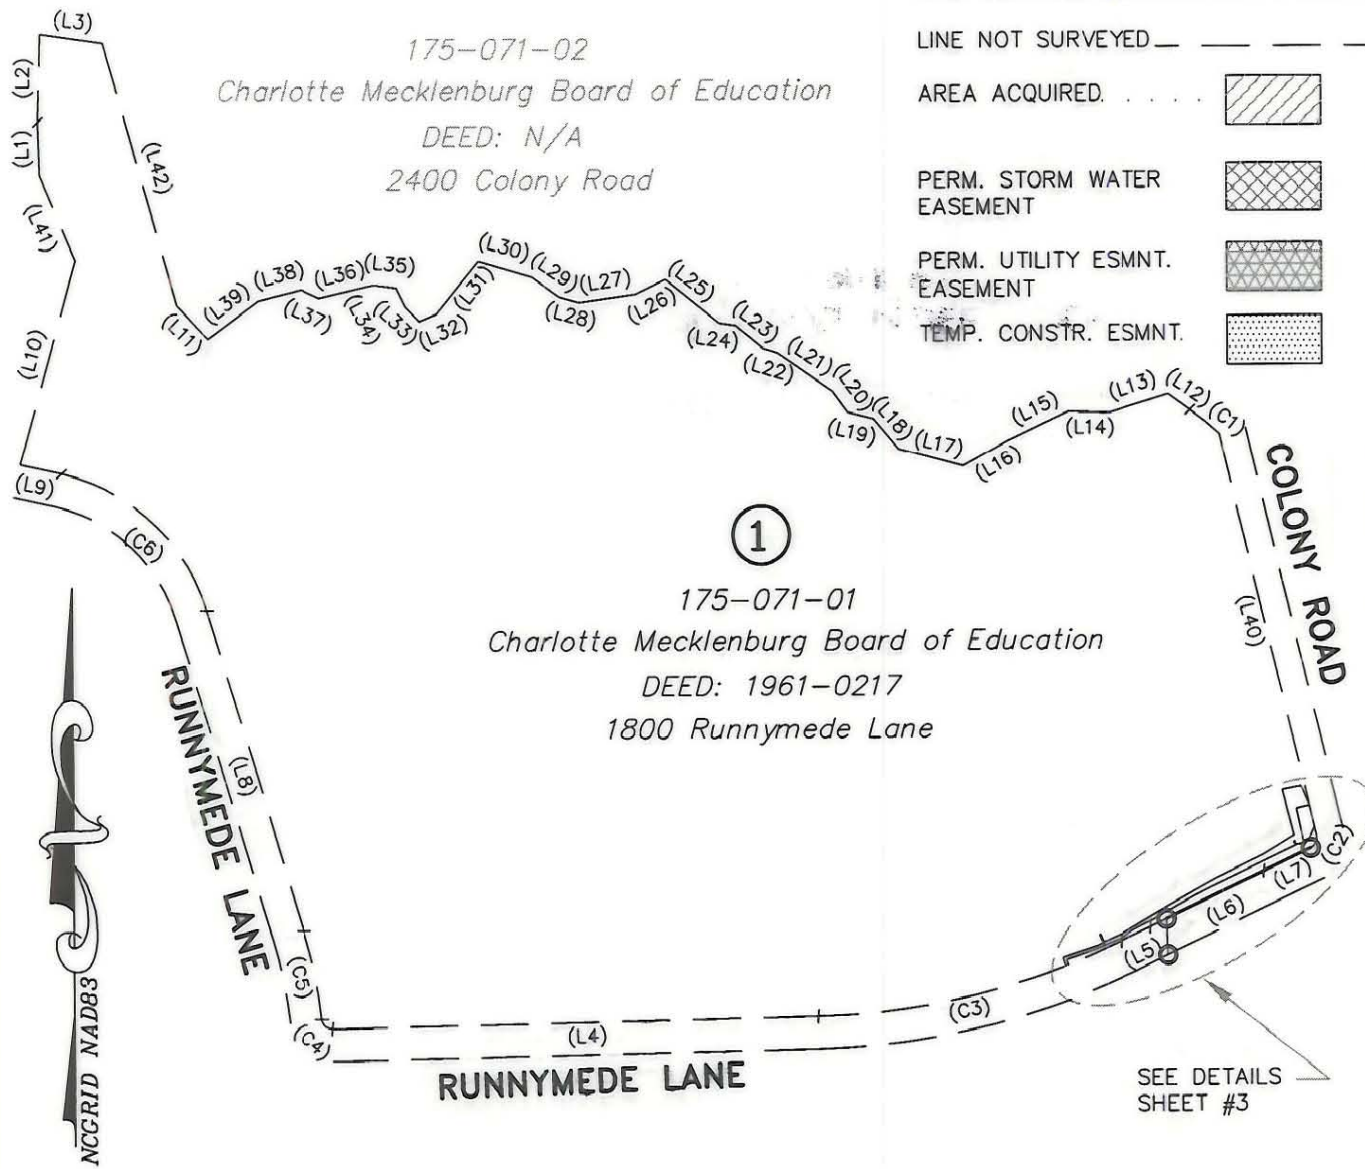 (L3)
(L2)
(L1)
(L41)
(L42)
(L10)
(L9)
175-071-02
Charlotte Mecklenburg Board of Education
DEED: N/A
2400 Colony Road
LINE NOT SURVEYED
AREA ACQUIRED. . . . .
PERM. STORM WATER
EASEMENT
PERM. UTILITY ESMNT.
EASEMENT
TEMP. CONSTR. ESMNT.
(L11)
(L39)
(L38)
(L37)
(L36)
(L35)
(L34)
(L33)
(L32)
(L31)
(L30)
(L29)
(L28)
(L27)
(L26)
(L25)
(L24)
(L23)
(L22)
(L21)
(L20)
(L19)
(L18)
(L17)
(L16)
(L15)
(L14)
(L13)
(L12)
(C1)
COLONY ROAD
(L40)
1
175-071-01
Charlotte Mecklenburg Board of Education
DEED: 1961-0217
1800 Runnymede Lane
(C6)
RUNNYMEDE LANE
(L8)
(C5)
(C4)
(L4)
RUNNYMEDE LANE
(C3)
(L5)
(L6)
(L7)
(C2)
SEE DETAILS
SHEET #3
NCGRID NAD83